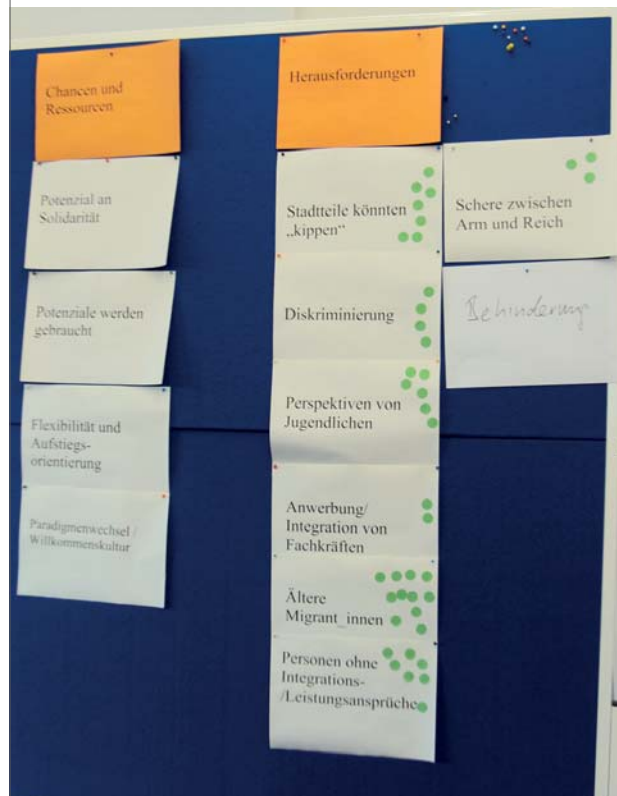 Chancen und
Ressourcen
Potenzial an
Solidarität
Potenziale werden
gebraucht
Flexibilität und
Aufstiegs-
orientierung
Paradigmenwechsel /
Willkommenskultur
Herausforderungen
Stadtteile könnten
„kippen“
Diskriminierung
Perspektiven von
Jugendlichen
Anwerbung/
Integration von
Fachkräften
Ältere
Migrant_innen
Personen ohne
Integrations-
/Leistungsansprüche
Schere zwischen
Arm und Reich
Behinderung